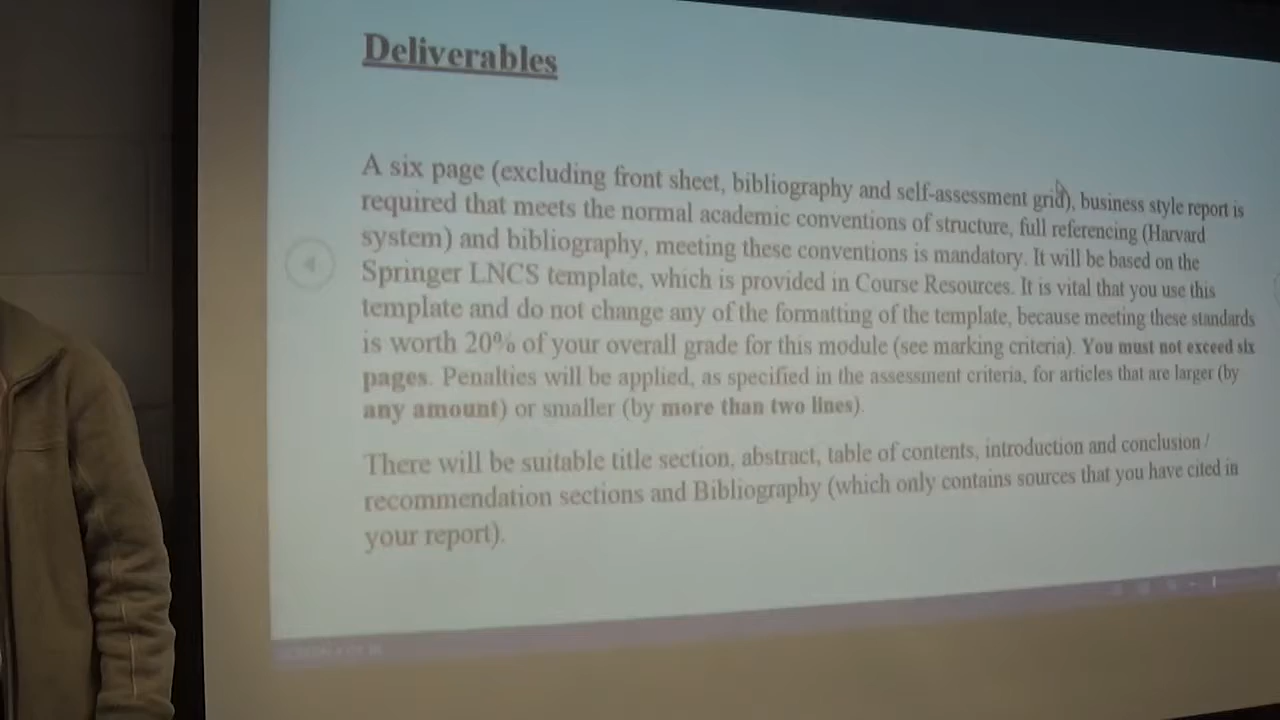 Deliverables
A six page (excluding front sheet, bibliography and self-assessment grid), business style report is
required that meets the normal academic conventions of structure, full referencing (Harvard
system) and bibliography, meeting these conventions is mandatory. It will be based on the
Springer LNCS template, which is provided in Course Resources. It is vital that you use this
template and do not change any of the formatting of the template, because meeting these standards
is worth 20% of your overall grade for this module (see marking criteria). You must not exceed six
pages. Penalties will be applied, as specified in the assessment criteria, for articles that are larger (by
any amount) or smaller (by more than two lines).
There will be suitable title section, abstract, table of contents, introduction and conclusion /
recommendation sections and Bibliography (which only contains sources that you have cited in
your report).